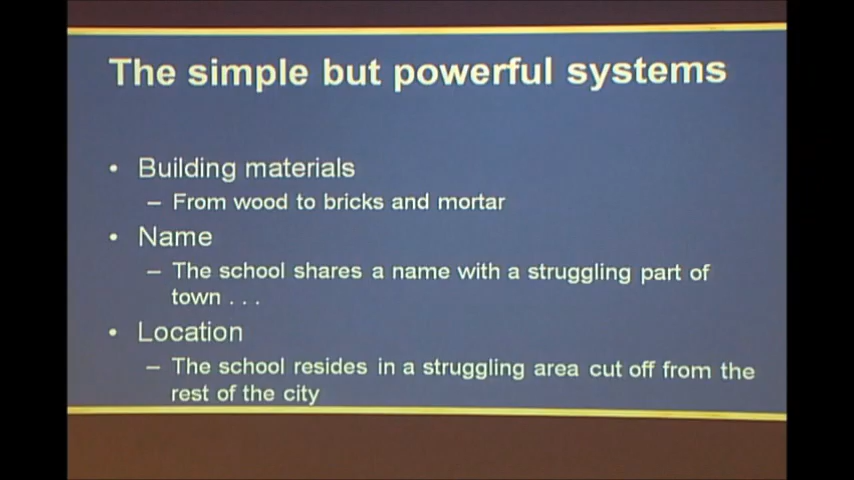 The simple but powerful systems
• Building materials
– From wood to bricks and mortar
• Name
– The school shares a name with a struggling part of
town . . .
• Location
– The school resides in a struggling area cut off from the
rest of the city